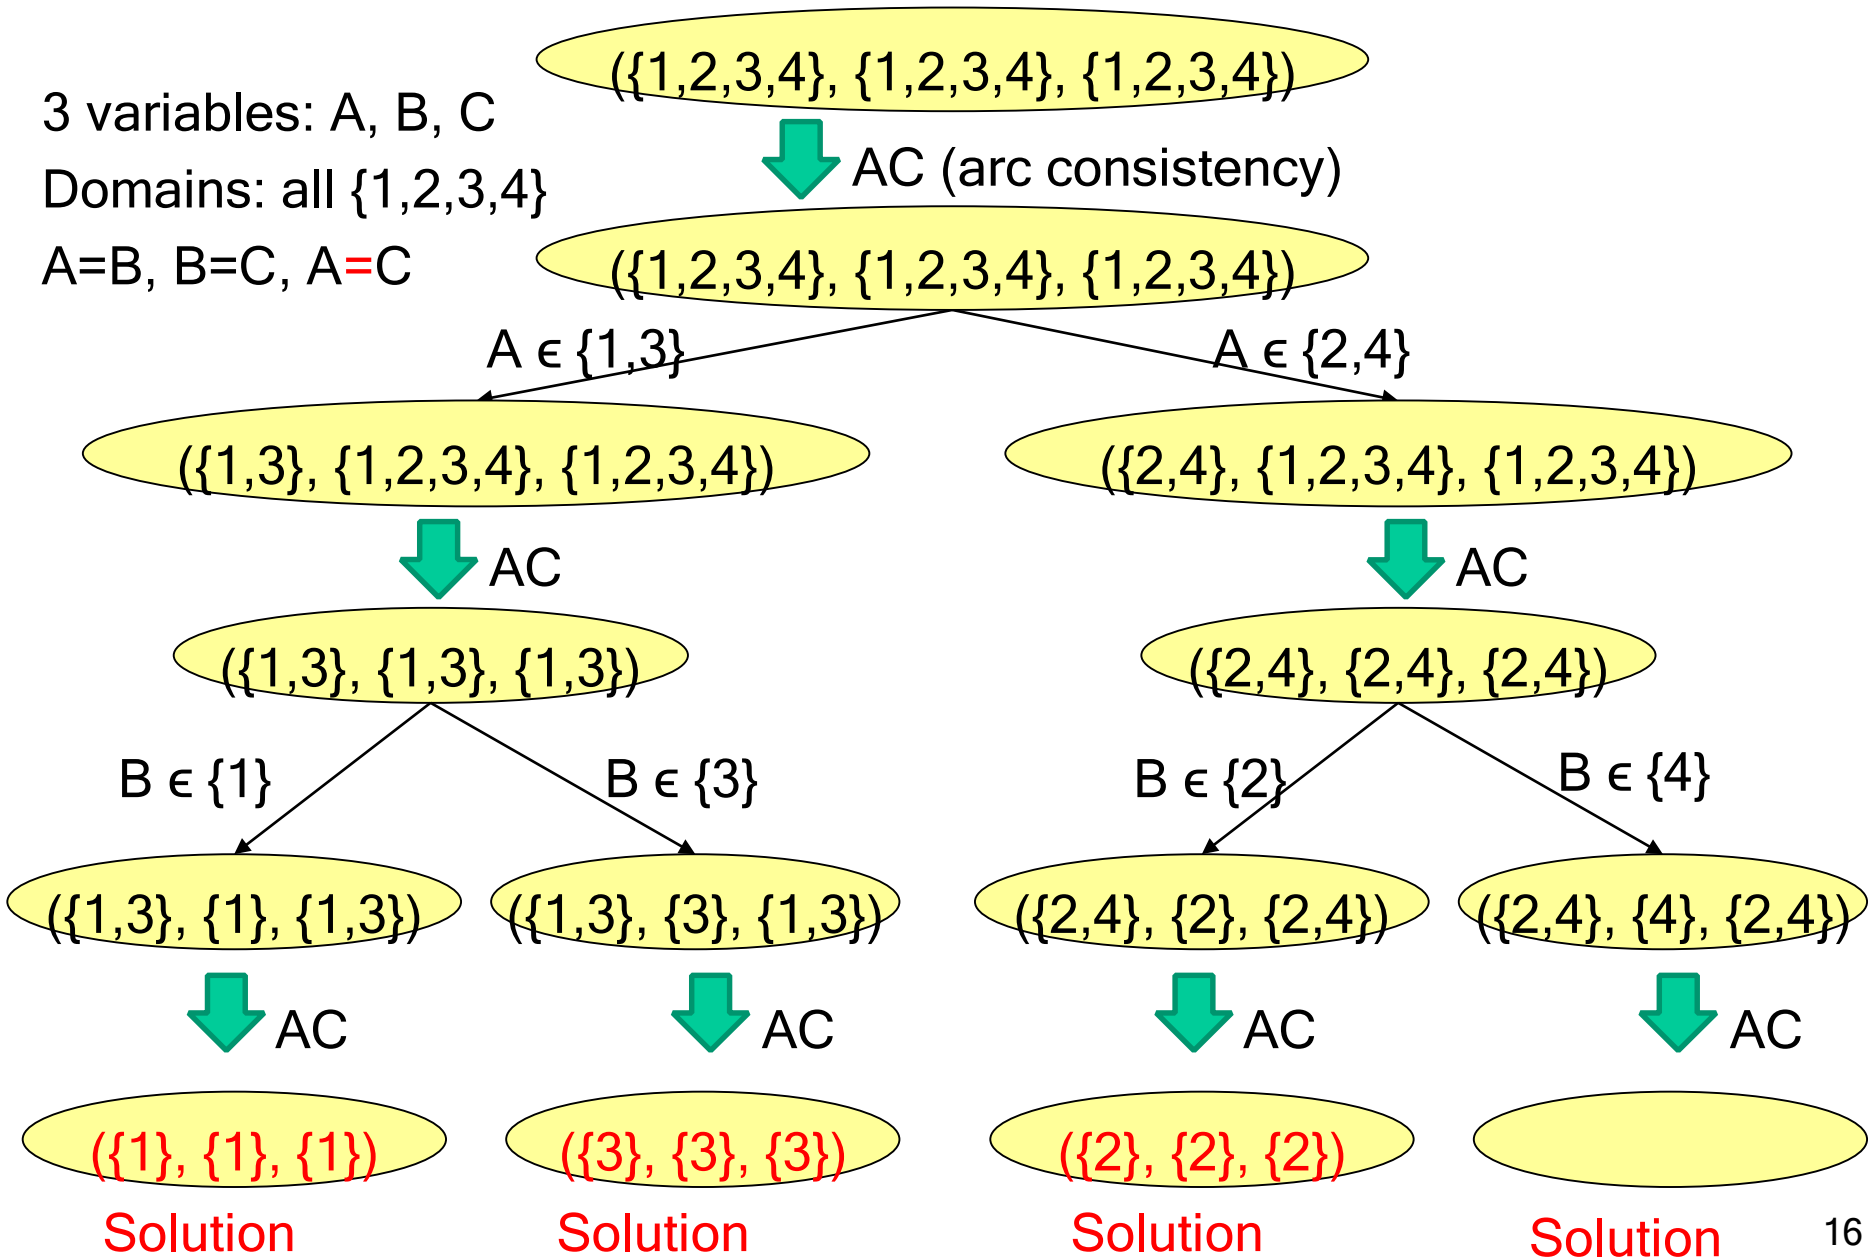 ({1,2,3,4}, {1,2,3,4}, {1,2,3,4})
3 variables: A, B, C
Domains: all {1,2,3,4}
A=B, B=C, A=C
AC (arc consistency)
({1,2,3,4}, {1,2,3,4}, {1,2,3,4})
A ϵ {1,3}
A ϵ {2,4}
({1,3}, {1,2,3,4}, {1,2,3,4})
({2,4}, {1,2,3,4}, {1,2,3,4})
AC
AC
({1,3}, {1,3}, {1,3})
({2,4}, {2,4}, {2,4})
B ϵ {1}
B ϵ {3}
B ϵ {2}
B ϵ {4}
({1,3}, {1}, {1,3})
({1,3}, {3}, {1,3})
({2,4}, {2}, {2,4})
({2,4}, {4}, {2,4})
AC
AC
AC
AC
({1}, {1}, {1})
({3}, {3}, {3})
({2}, {2}, {2})
Solution
Solution
Solution
Solution
16